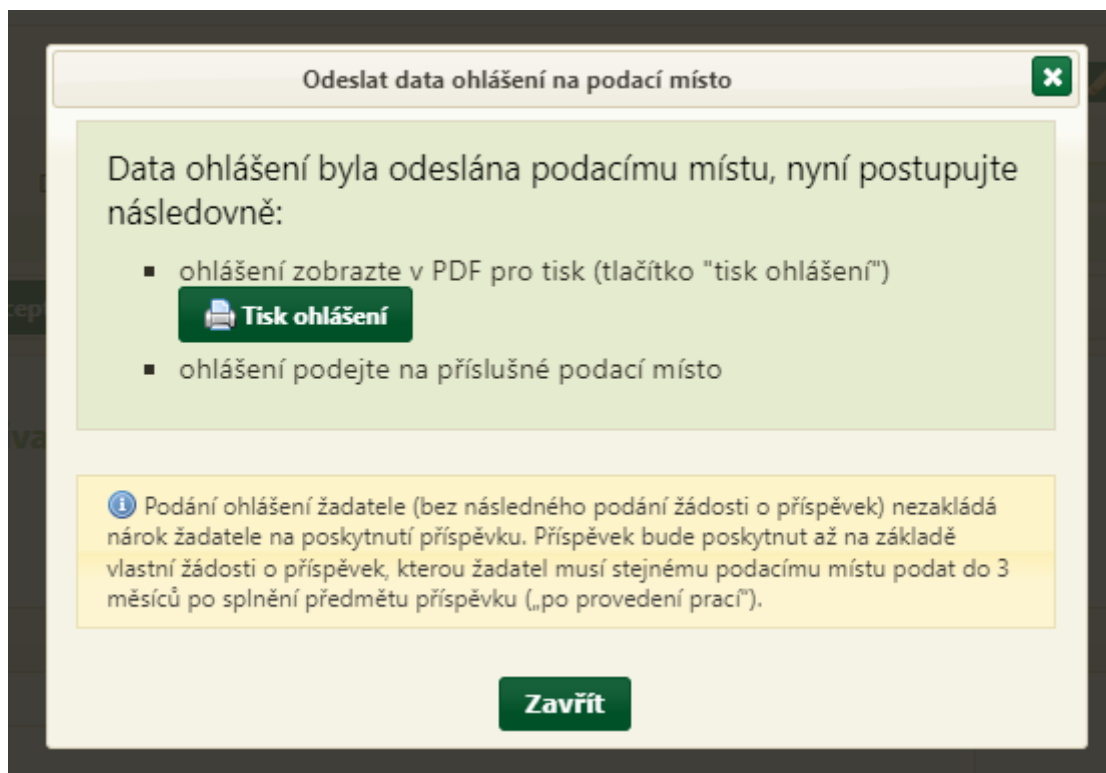 Odeslat data ohlášení na podací místo
Data ohlášení byla odeslána podacímu místu, nyní postupujte
následovně:
▪ ohlášení zobrazte v PDF pro tisk (tlačítko "tisk ohlášení")
Tisk ohlášení
▪ ohlášení podejte na příslušné podací místo
Podání ohlášení žadatele (bez následného podání žádosti o příspěvek) nezakládá
nárok žadatele na poskytnutí příspěvku. Příspěvek bude poskytnut až na základě
vlastní žádosti o příspěvek, kterou žadatel musí stejnému podacímu místu podat do 3
měsíců po splnění předmětu příspěvku („po provedení prací").
Zavřít